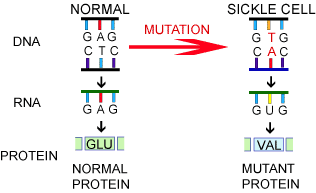 NORMAL
SICKLE CELL
MUTATION
DNA
G A G
G T G
C T C
C A C
RNA
G A G
G U G
PROTEIN
GLU
VAL
NORMAL
PROTEIN
MUTANT
PROTEIN